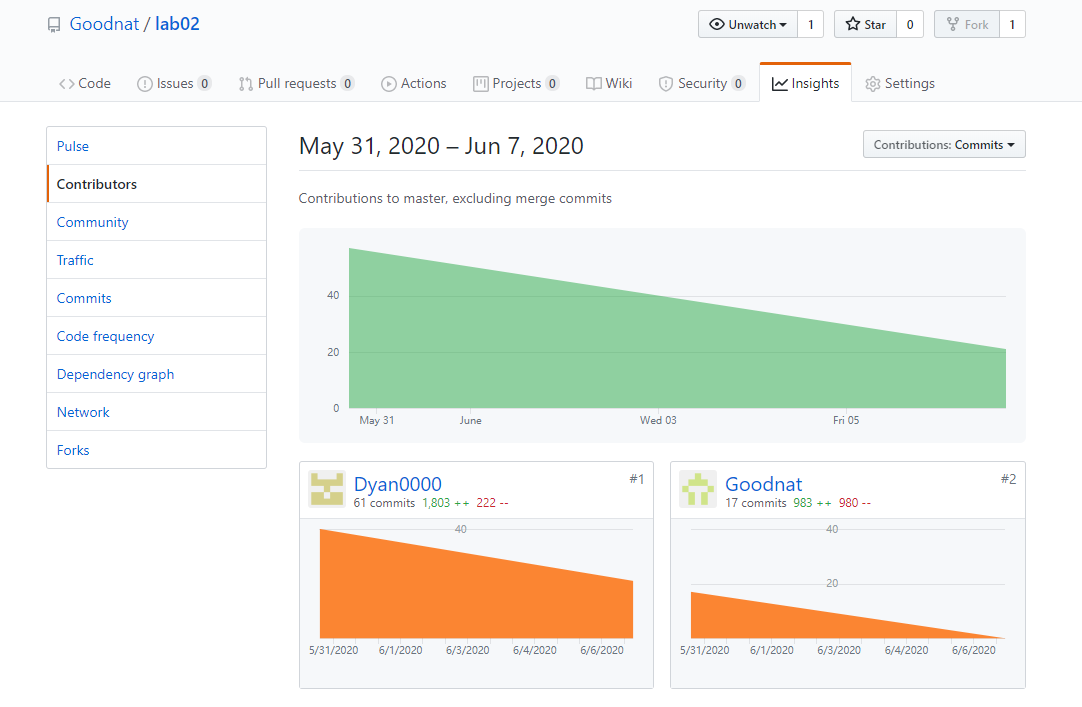 Goodnat / lab02
Unwatch 1 Star 0 Fork 1
Code Issues 0 Pull requests 0 Actions Projects 0 Wiki Security 0 Insights Settings
Pulse
Contributors
Community
Traffic
Commits
Code frequency
Dependency graph
Network
Forks
May 31, 2020 – Jun 7, 2020
Contributions: Commits
Contributions to master, excluding merge commits
40
20
0
May 31 June Wed 03 Fri 05
Dyan0000 #1
61 commits 1,803 ++ 222 --
40
5/31/2020 6/1/2020 6/3/2020 6/4/2020 6/6/2020
Goodnat #2
17 commits 983 ++ 980 --
40
20
5/31/2020 6/1/2020 6/3/2020 6/4/2020 6/6/2020